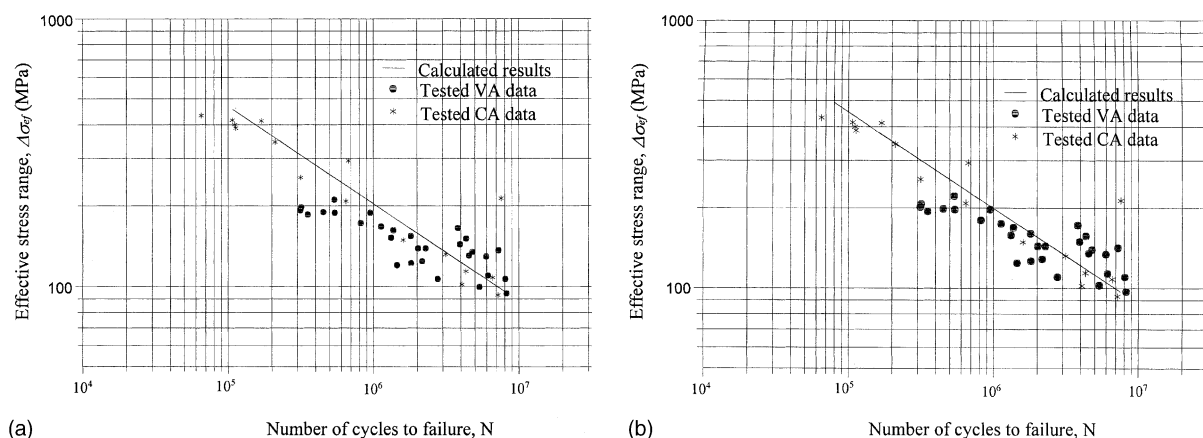 1000
Effective stress range, Δσef (MPa)
Calculated results
Tested VA data
Tested CA data
100
10⁴ 10⁵ 10⁶ 10⁷
(a) Number of cycles to failure, N
1000
Effective stress range, Δσef (MPa)
Calculated results
Tested VA data
Tested CA data
100
10⁴ 10⁵ 10⁶ 10⁷
(b) Number of cycles to failure, N